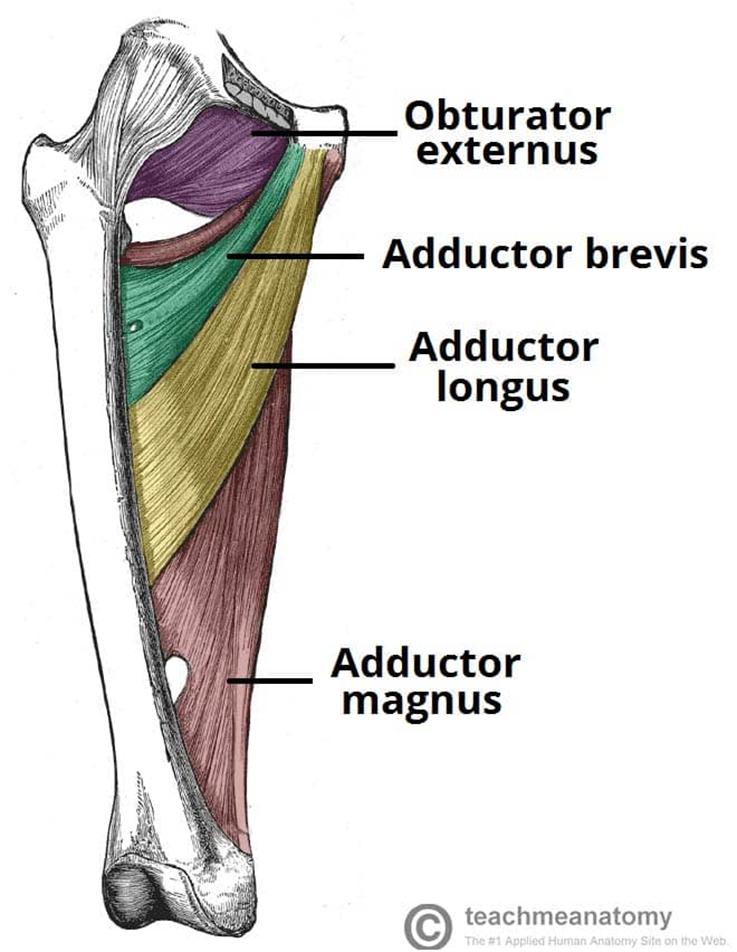 Obturator
externus
Adductor brevis
Adductor
longus
Adductor
magnus
© teachmeanatomy
The #1 Applied Human Anatomy Site on the Web.